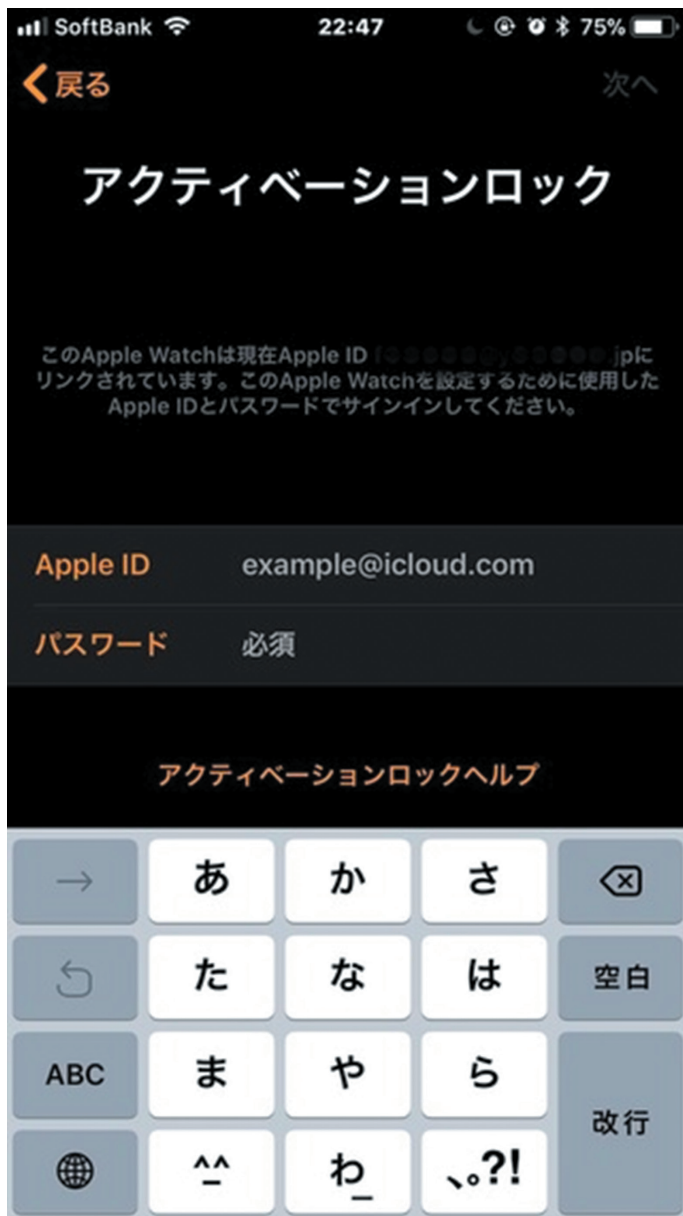 SoftBank 22:47 75%
戻る 次へ
アクティベーションロック
このApple Watchは現在Apple ID .jpに
リンクされています。このApple Watchを設定するために使用した
Apple IDとパスワードでサインインしてください。
Apple ID example@icloud.com
パスワード 必須
アクティベーションロックヘルプ
→ あ か さ
た な は 空白
ABC ま や ら
改行
^_^ わ_ 、。?!